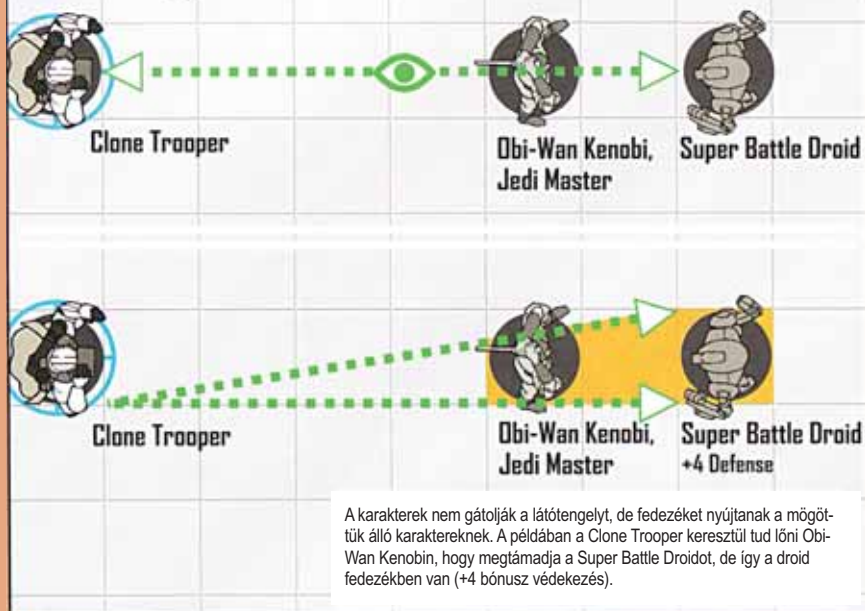 Clone Trooper
Obi-Wan Kenobi,
Jedi Master
Super Battle Droid
Clone Trooper
Obi-Wan Kenobi,
Jedi Master
Super Battle Droid
+4 Defense
A karakterek nem gátolják a látótengelyt, de fedezéket nyújtanak a mögöt-
tük álló karaktereknek. A példában a Clone Trooper keresztül tud lőni Obi-
Wan Kenobin, hogy megtámadja a Super Battle Droidot, de így a droid
fedezékben van (+4 bónusz védekezés).